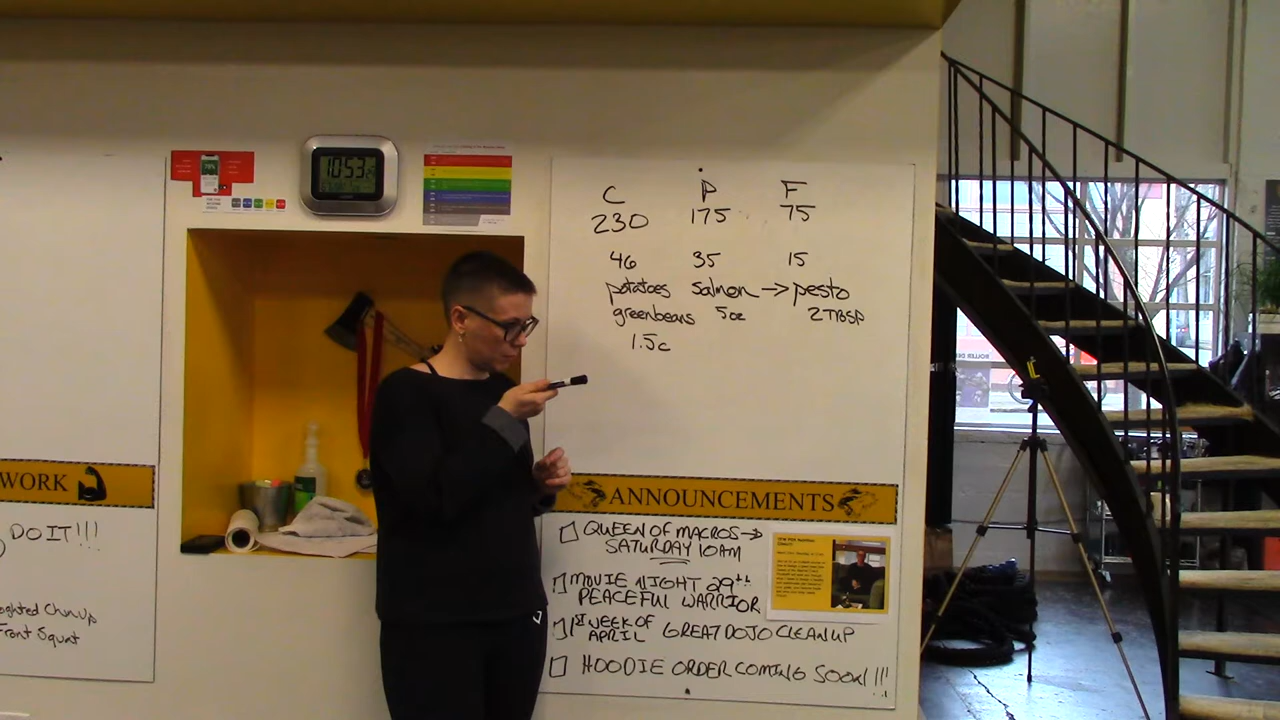 10:53
C P F
230 175 75
46 35 15
potatoes salmon → pesto
greenbeans 5oz 2TBSP
1.5c
WORK
DO IT!!!
Front Squat
ANNOUNCEMENTS
QUEEN OF MACROS →
SATURDAY 10AM
MOVIE NIGHT 29th
PEACEFUL WARRIOR
1st WEEK OF APRIL GREAT DOJO CLEANUP
HOODIE ORDER COMING SOON!!!